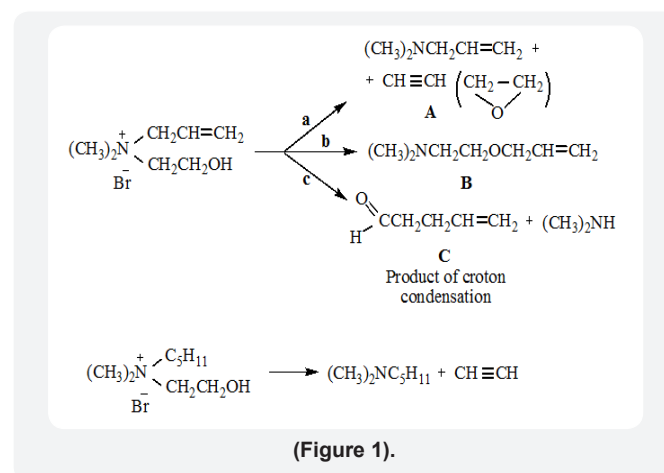 (CH₃)₂NCH₂CH=CH₂ +
+ CH≡CH (CH₂–CH₂)
O
A
a
b
c
(CH₃)₂N⁺ CH₂CH=CH₂
CH₂CH₂OH
Br⁻
(CH₃)₂NCH₂CH₂OCH₂CH=CH₂
B
O
H CCH₂CH₂CH=CH₂ + (CH₃)₂NH
C
Product of croton
condensation
(CH₃)₂N⁺ C₅H₁₁
CH₂CH₂OH
Br⁻
(CH₃)₂NC₅H₁₁ + CH≡CH
(Figure 1).